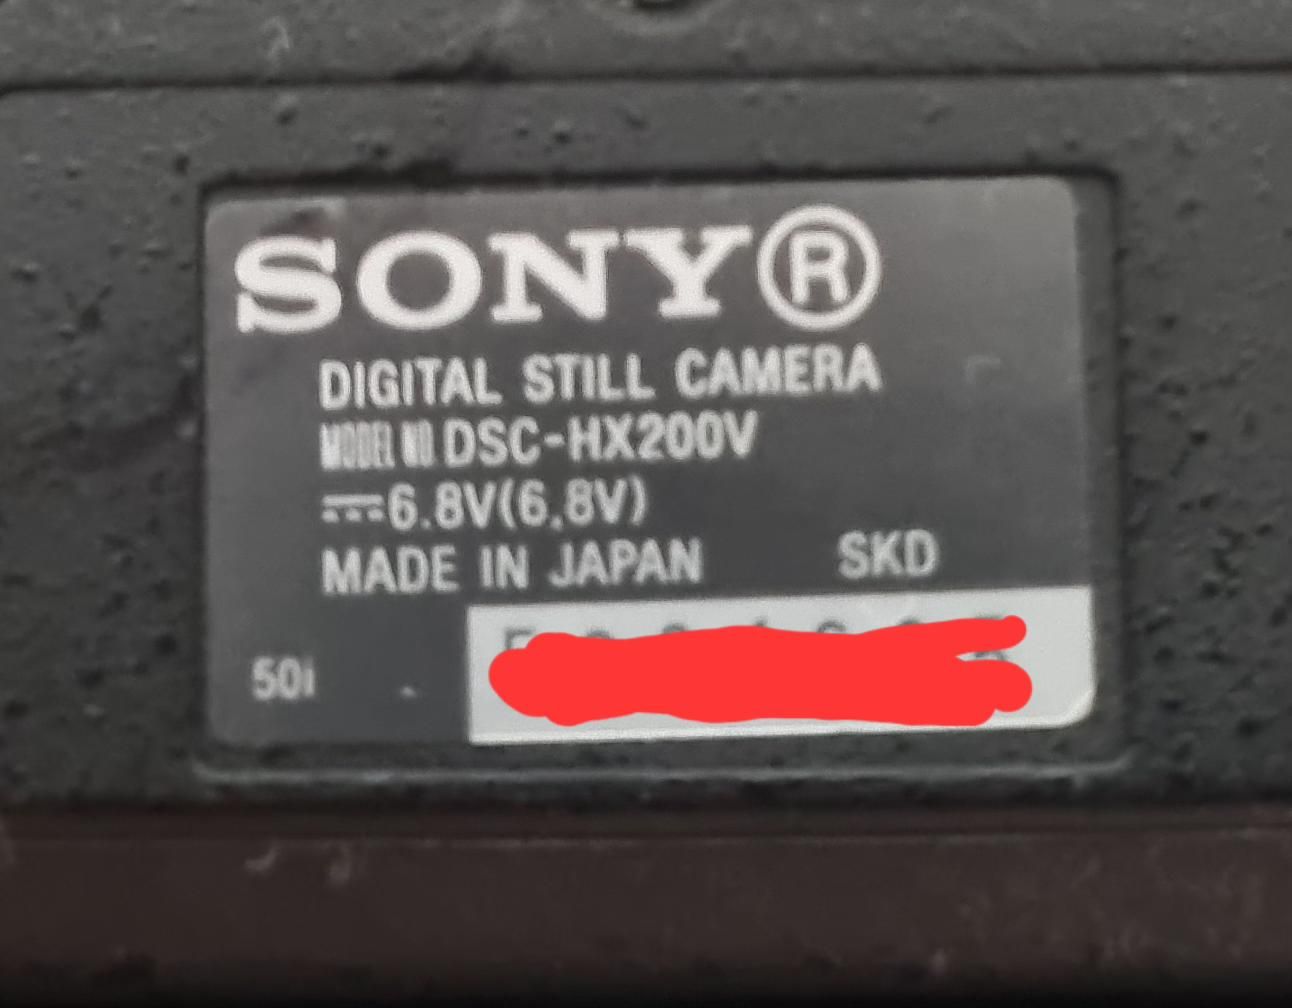 SONY®
DIGITAL STILL CAMERA
MODEL NO. DSC-HX200V
⎓6.8V(6,8V)
MADE IN JAPAN SKD
50i